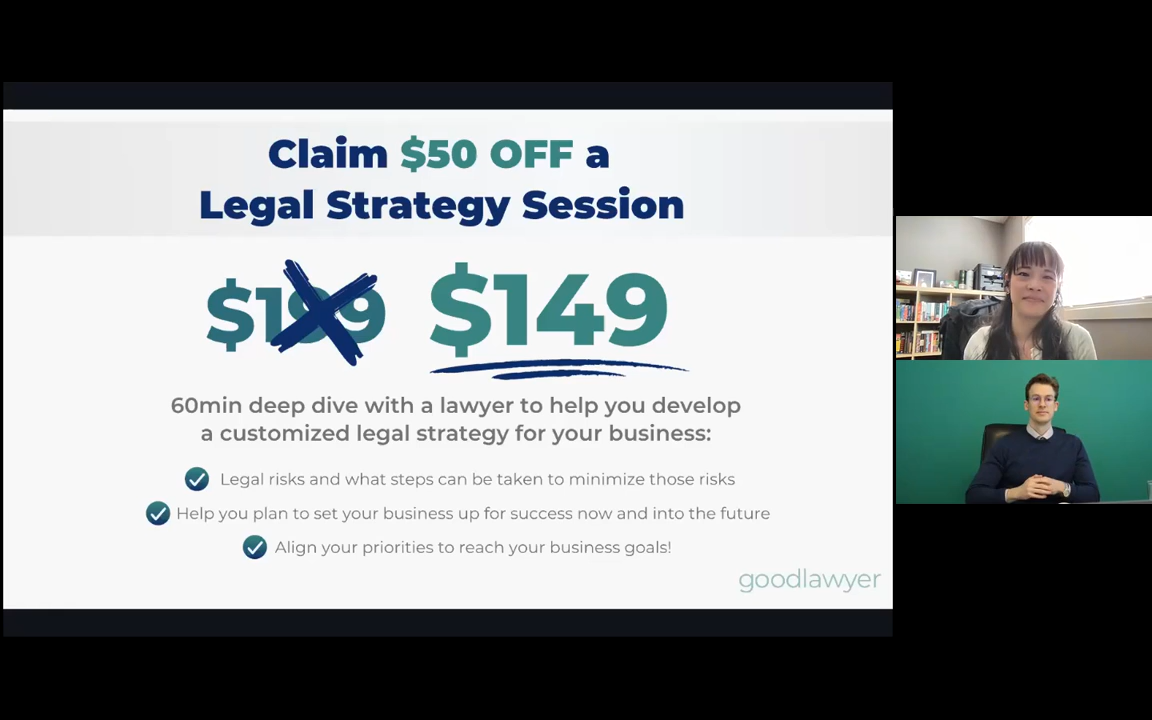 Claim $50 OFF a
Legal Strategy Session
$199 $149
60min deep dive with a lawyer to help you develop
a customized legal strategy for your business:
Legal risks and what steps can be taken to minimize those risks
Help you plan to set your business up for success now and into the future
Align your priorities to reach your business goals!
goodlawyer